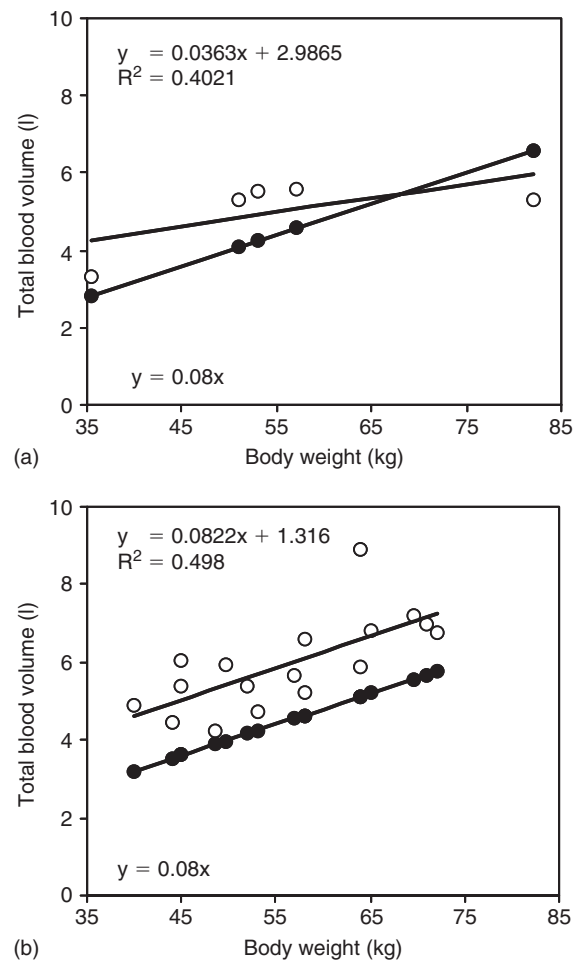 10
y = 0.0363x + 2.9865
R² = 0.4021
8
6
4
2
0
Total blood volume (l)
y = 0.08x
35 45 55 65 75 85
(a) Body weight (kg)
10
y = 0.0822x + 1.316
R² = 0.498
8
6
4
2
0
Total blood volume (l)
y = 0.08x
35 45 55 65 75 85
(b) Body weight (kg)